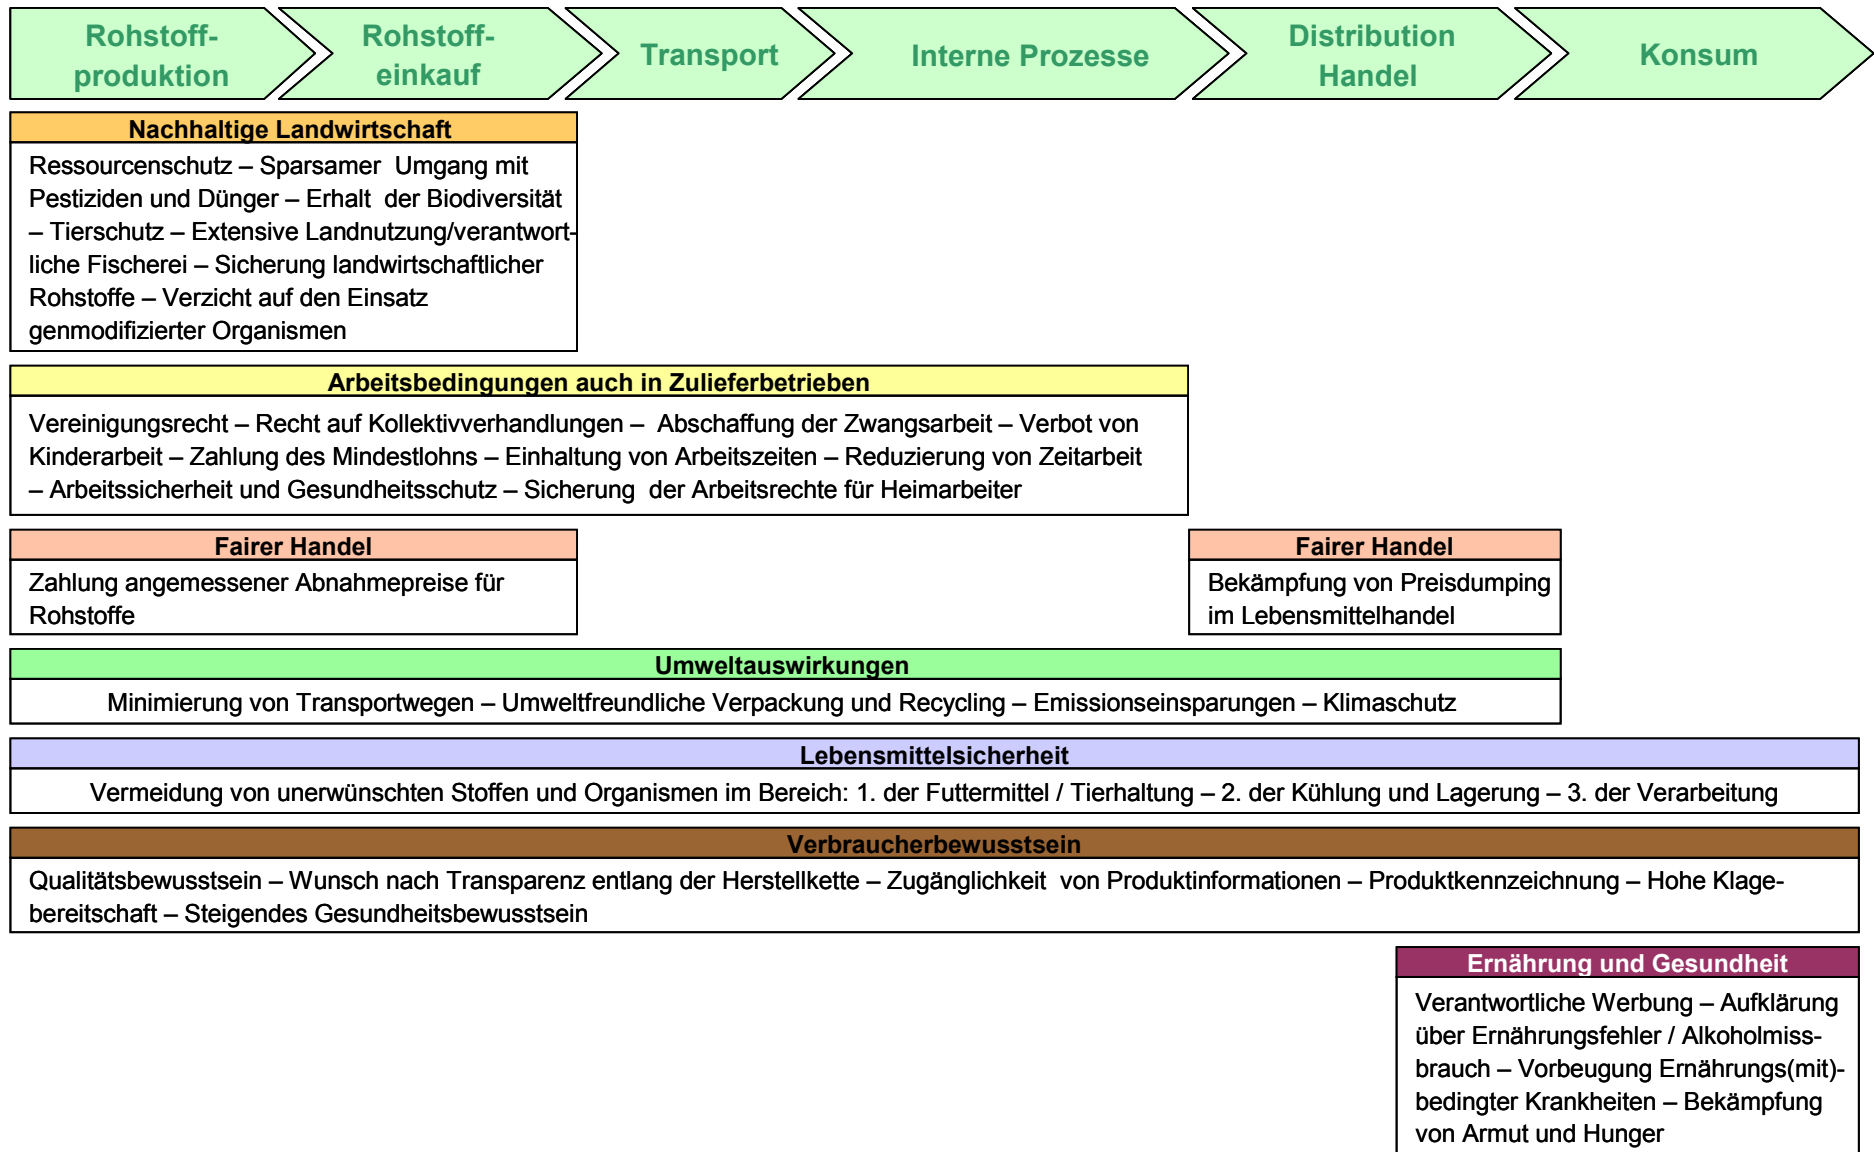 Rohstoff-
produktion
Rohstoff-
einkauf
Transport
Interne Prozesse
Distribution
Handel
Konsum
Nachhaltige Landwirtschaft
Ressourcenschutz – Sparsamer Umgang mit
Pestiziden und Dünger – Erhalt der Biodiversität
– Tierschutz – Extensive Landnutzung/verantwort-
liche Fischerei – Sicherung landwirtschaftlicher
Rohstoffe – Verzicht auf den Einsatz
genmodifizierter Organismen
Arbeitsbedingungen auch in Zulieferbetrieben
Vereinigungsrecht – Recht auf Kollektivverhandlungen – Abschaffung der Zwangsarbeit – Verbot von
Kinderarbeit – Zahlung des Mindestlohns – Einhaltung von Arbeitszeiten – Reduzierung von Zeitarbeit
– Arbeitssicherheit und Gesundheitsschutz – Sicherung der Arbeitsrechte für Heimarbeiter
Fairer Handel
Zahlung angemessener Abnahmepreise für
Rohstoffe
Fairer Handel
Bekämpfung von Preisdumping
im Lebensmittelhandel
Umweltauswirkungen
Minimierung von Transportwegen – Umweltfreundliche Verpackung und Recycling – Emissionseinsparungen – Klimaschutz
Lebensmittelsicherheit
Vermeidung von unerwünschten Stoffen und Organismen im Bereich: 1. der Futtermittel / Tierhaltung – 2. der Kühlung und Lagerung – 3. der Verarbeitung
Verbraucherbewusstsein
Qualitätsbewusstsein – Wunsch nach Transparenz entlang der Herstellkette – Zugänglichkeit von Produktinformationen – Produktkennzeichnung – Hohe Klage-
bereitschaft – Steigendes Gesundheitsbewusstsein
Ernährung und Gesundheit
Verantwortliche Werbung – Aufklärung
über Ernährungsfehler / Alkoholmiss-
brauch – Vorbeugung Ernährungs(mit)-
bedingter Krankheiten – Bekämpfung
von Armut und Hunger